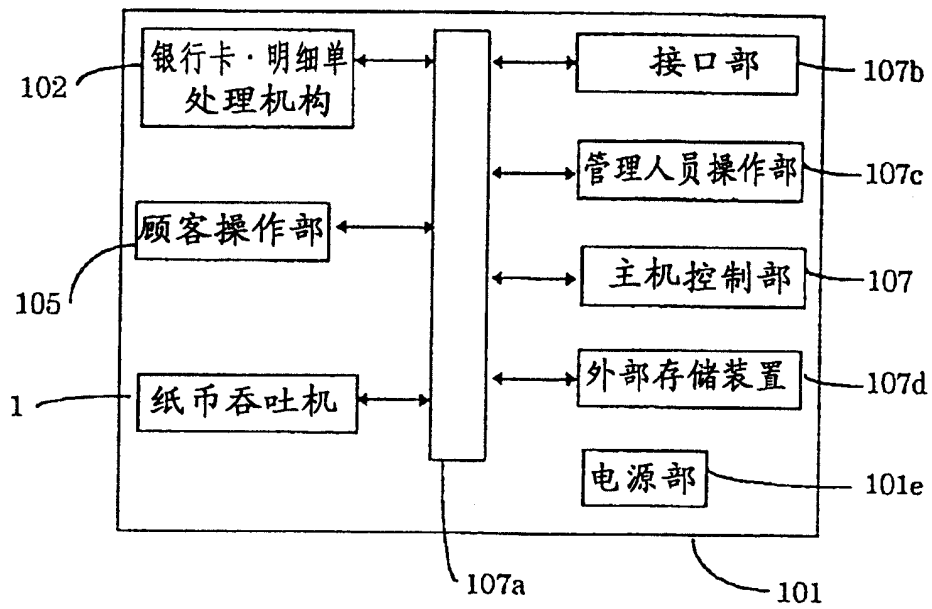 银行卡·明细单
处理机构
102
接口部
107b
管理人员操作部
107c
顾客操作部
105
主机控制部
107
外部存储装置
107d
纸币吞吐机
1
电源部
101e
107a
101